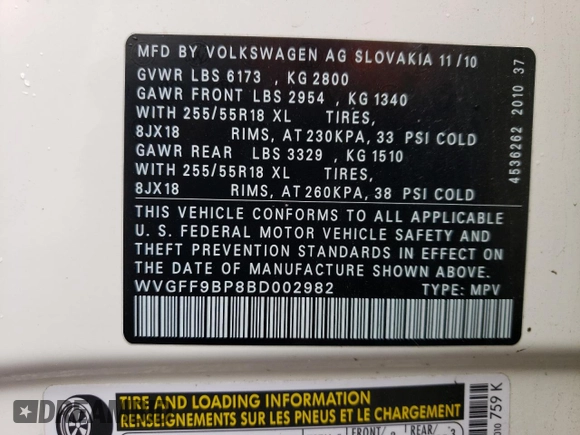 MFD BY VOLKSWAGEN AG SLOVAKIA 11/10
GVWR LBS 6173 , KG 2800
GAWR FRONT LBS 2954 , KG 1340
WITH 255/55R18 XL TIRES,
8JX18 RIMS, AT 230KPA, 33 PSI COLD
GAWR REAR LBS 3329 , KG 1510
WITH 255/55R18 XL TIRES,
8JX18 RIMS, AT 260KPA, 38 PSI COLD
THIS VEHICLE CONFORMS TO ALL APPLICABLE
U. S. FEDERAL MOTOR VEHICLE SAFETY AND
THEFT PREVENTION STANDARDS IN EFFECT ON
THE DATE OF MANUFACTURE SHOWN ABOVE
WVGFF9BP8BD002982 TYPE: MPV
4536262 2010 37
TIRE AND LOADING INFORMATION
RENSEIGNEMENTS SUR LES PNEUS ET LE CHARGEMENT
FRONT/ REAR/
759 K